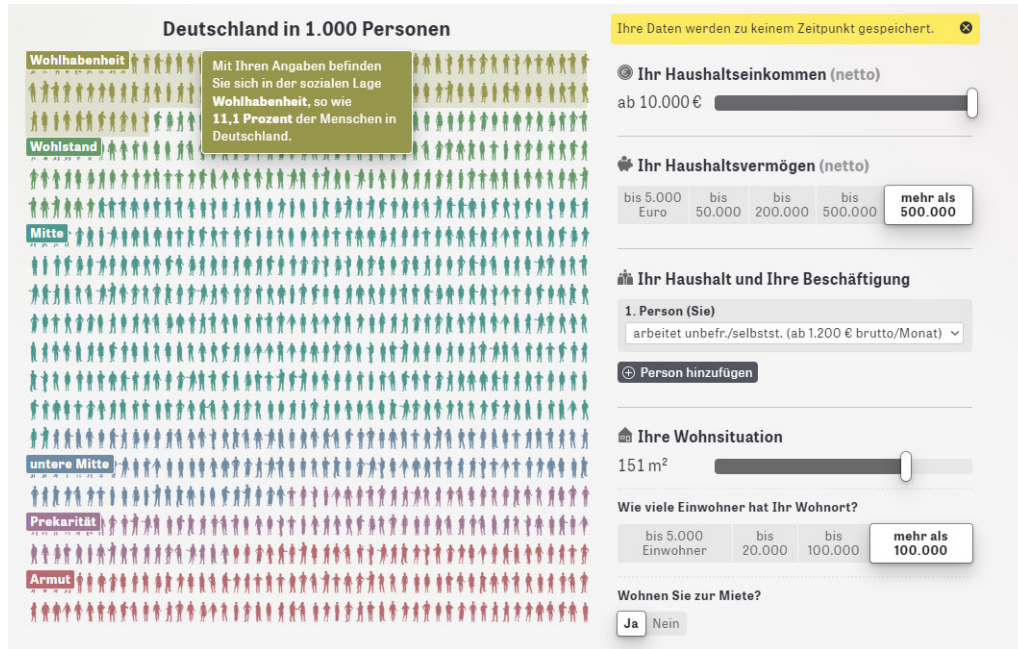 Deutschland in 1.000 Personen
Wohlhabenheit
Mit Ihren Angaben befinden
Sie sich in der sozialen Lage
Wohlhabenheit, so wie
11,1 Prozent der Menschen in
Deutschland.
Wohlstand
Mitte
untere Mitte
Prekarität
Armut
Ihre Daten werden zu keinem Zeitpunkt gespeichert.
Ihr Haushaltseinkommen (netto)
ab 10.000 €
Ihr Haushaltsvermögen (netto)
bis 5.000 Euro
bis 50.000
bis 200.000
bis 500.000
mehr als 500.000
Ihr Haushalt und Ihre Beschäftigung
1. Person (Sie)
arbeitet unbefr./selbstst. (ab 1.200 € brutto/Monat)
Person hinzufügen
Ihre Wohnsituation
151 m²
Wie viele Einwohner hat Ihr Wohnort?
bis 5.000 Einwohner
bis 20.000
bis 100.000
mehr als 100.000
Wohnen Sie zur Miete?
Ja Nein